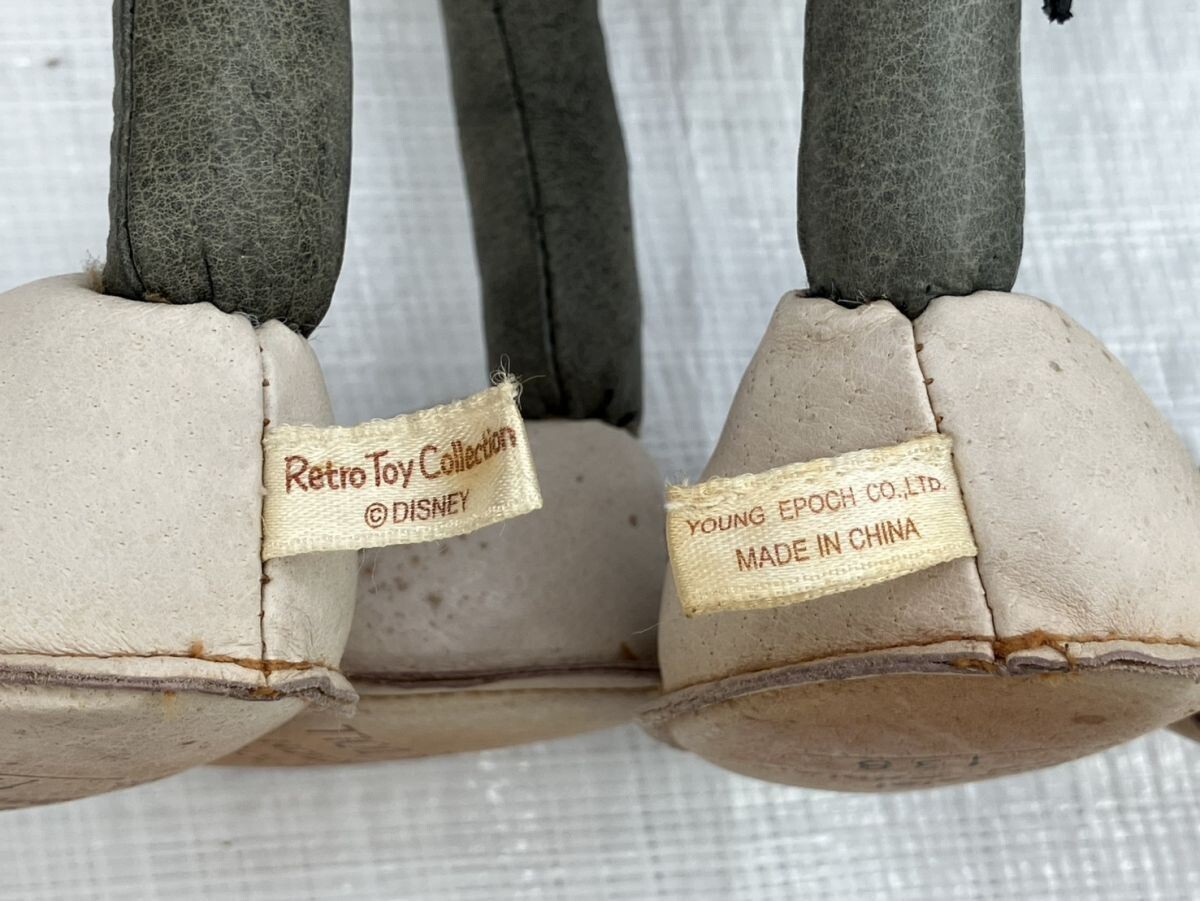 Retro Toy Collection
©DISNEY
YOUNG EPOCH CO.,LTD.
MADE IN CHINA